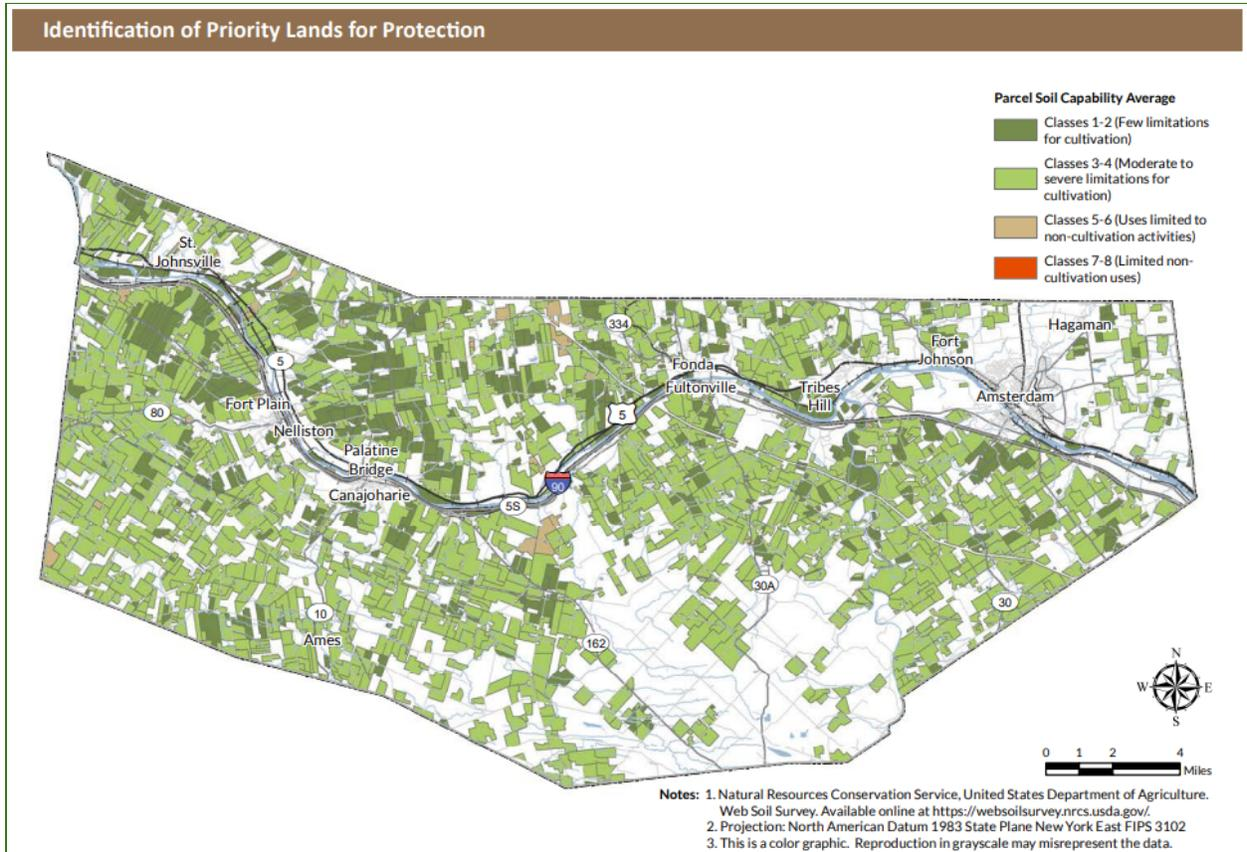 Identification of Priority Lands for Protection
Parcel Soil Capability Average
Classes 1-2 (Few limitations
for cultivation)
Classes 3-4 (Moderate to
severe limitations for
cultivation)
Classes 5-6 (Uses limited to
non-cultivation activities)
Classes 7-8 (Limited non-
cultivation uses)
St.
Johnsville
334
Hagaman
Fort
Johnson
5
Fonda
Fultonville
Tribes
Hill
Amsterdam
80
Fort Plain
5
Nelliston
Palatine
Bridge
Canajoharie
90
5S
30A
30
10
Ames
162
N
W
E
S
0 1 2 4
Miles
Notes: 1. Natural Resources Conservation Service, United States Department of Agriculture.
Web Soil Survey. Available online at https://websoilsurvey.nrcs.usda.gov/.
2. Projection: North American Datum 1983 State Plane New York East FIPS 3102
3. This is a color graphic. Reproduction in grayscale may misrepresent the data.